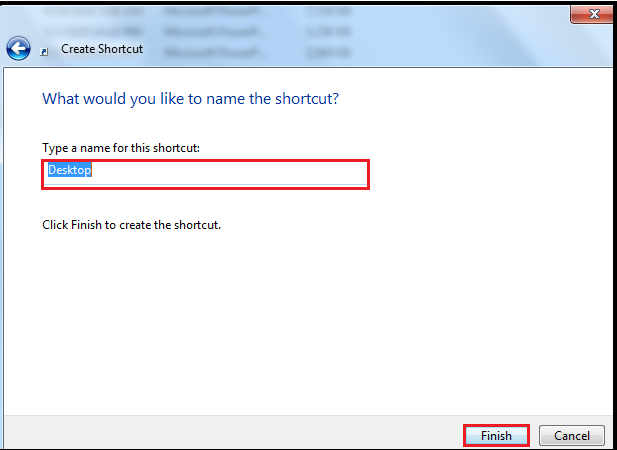 Create Shortcut
What would you like to name the shortcut?
Type a name for this shortcut:
Desktop
Click Finish to create the shortcut.
Finish
Cancel